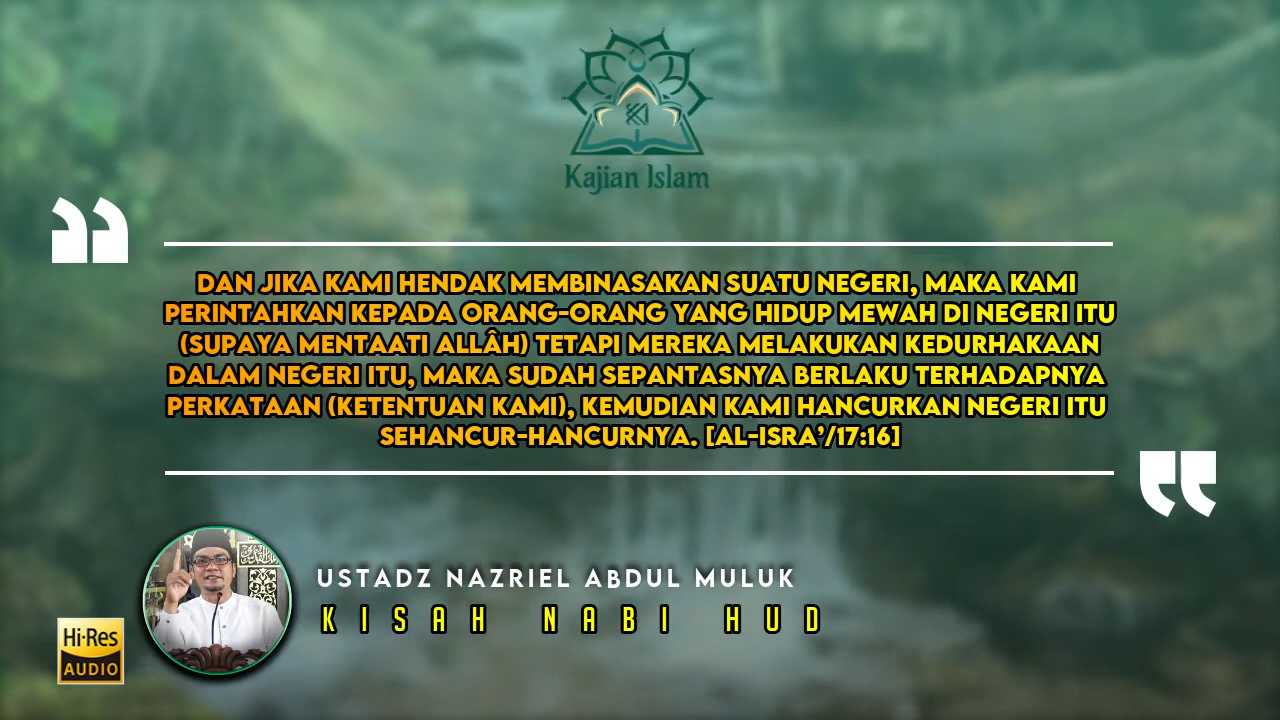 Kajian Islam
DAN JIKA KAMI HENDAK MEMBINASAKAN SUATU NEGERI, MAKA KAMI
PERINTAHKAN KEPADA ORANG-ORANG YANG HIDUP MEWAH DI NEGERI ITU
(SUPAYA MENTAATI ALLÂH) TETAPI MEREKA MELAKUKAN KEDURHAKAAN
DALAM NEGERI ITU, MAKA SUDAH SEPANTASNYA BERLAKU TERHADAPNYA
PERKATAAN (KETENTUAN KAMI), KEMUDIAN KAMI HANCURKAN NEGERI ITU
SEHANCUR-HANCURNYA. [AL-ISRA’/17:16]
USTADZ NAZRIEL ABDUL MULUK
KISAH NABI HUD
Hi-Res
AUDIO